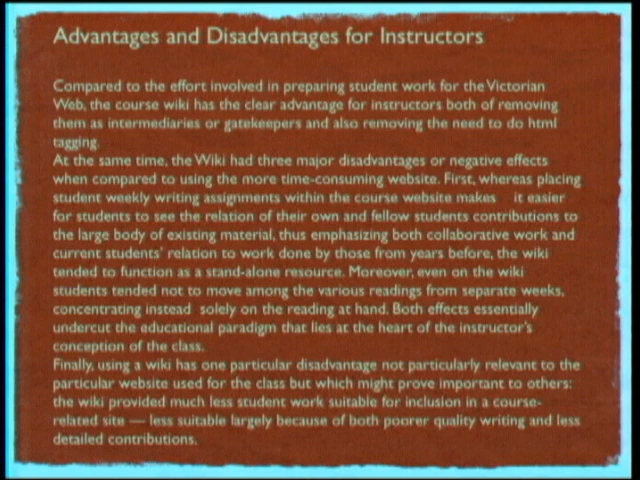 Advantages and Disadvantages for Instructors
Compared to the effort involved in preparing student work for the Victorian
Web, the course wiki has the clear advantage for instructors both of removing
them as intermediaries or gatekeepers and also removing the need to do html
tagging.
At the same time, the Wiki had three major disadvantages or negative effects
when compared to using the more time-consuming website. First, whereas placing
student weekly writing assignments within the course website makes it easier
for students to see the relation of their own and fellow students contributions to
the large body of existing material, thus emphasizing both collaborative work and
current students' relation to work done by those from years before, the wiki
tended to function as a stand-alone resource. Moreover, even on the wiki
students tended not to move among the various readings from separate weeks,
concentrating instead solely on the reading at hand. Both effects essentially
undercut the educational paradigm that lies at the heart of the instructor's
conception of the class.
Finally, using a wiki has one particular disadvantage not particularly relevant to the
particular website used for the class but which might prove important to others:
the wiki provided much less student work suitable for inclusion in a course-
related site — less suitable largely because of both poorer quality writing and less
detailed contributions.